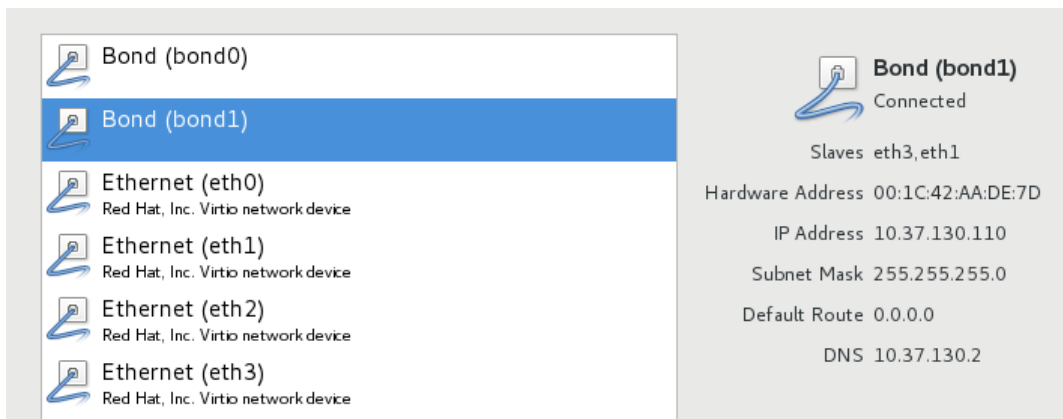 Bond (bond0)
Bond (bond1)
Ethernet (eth0)
Red Hat, Inc. Virtio network device
Ethernet (eth1)
Red Hat, Inc. Virtio network device
Ethernet (eth2)
Red Hat, Inc. Virtio network device
Ethernet (eth3)
Red Hat, Inc. Virtio network device
Bond (bond1)
Connected
Slaves eth3,eth1
Hardware Address 00:1C:42:AA:DE:7D
IP Address 10.37.130.110
Subnet Mask 255.255.255.0
Default Route 0.0.0.0
DNS 10.37.130.2